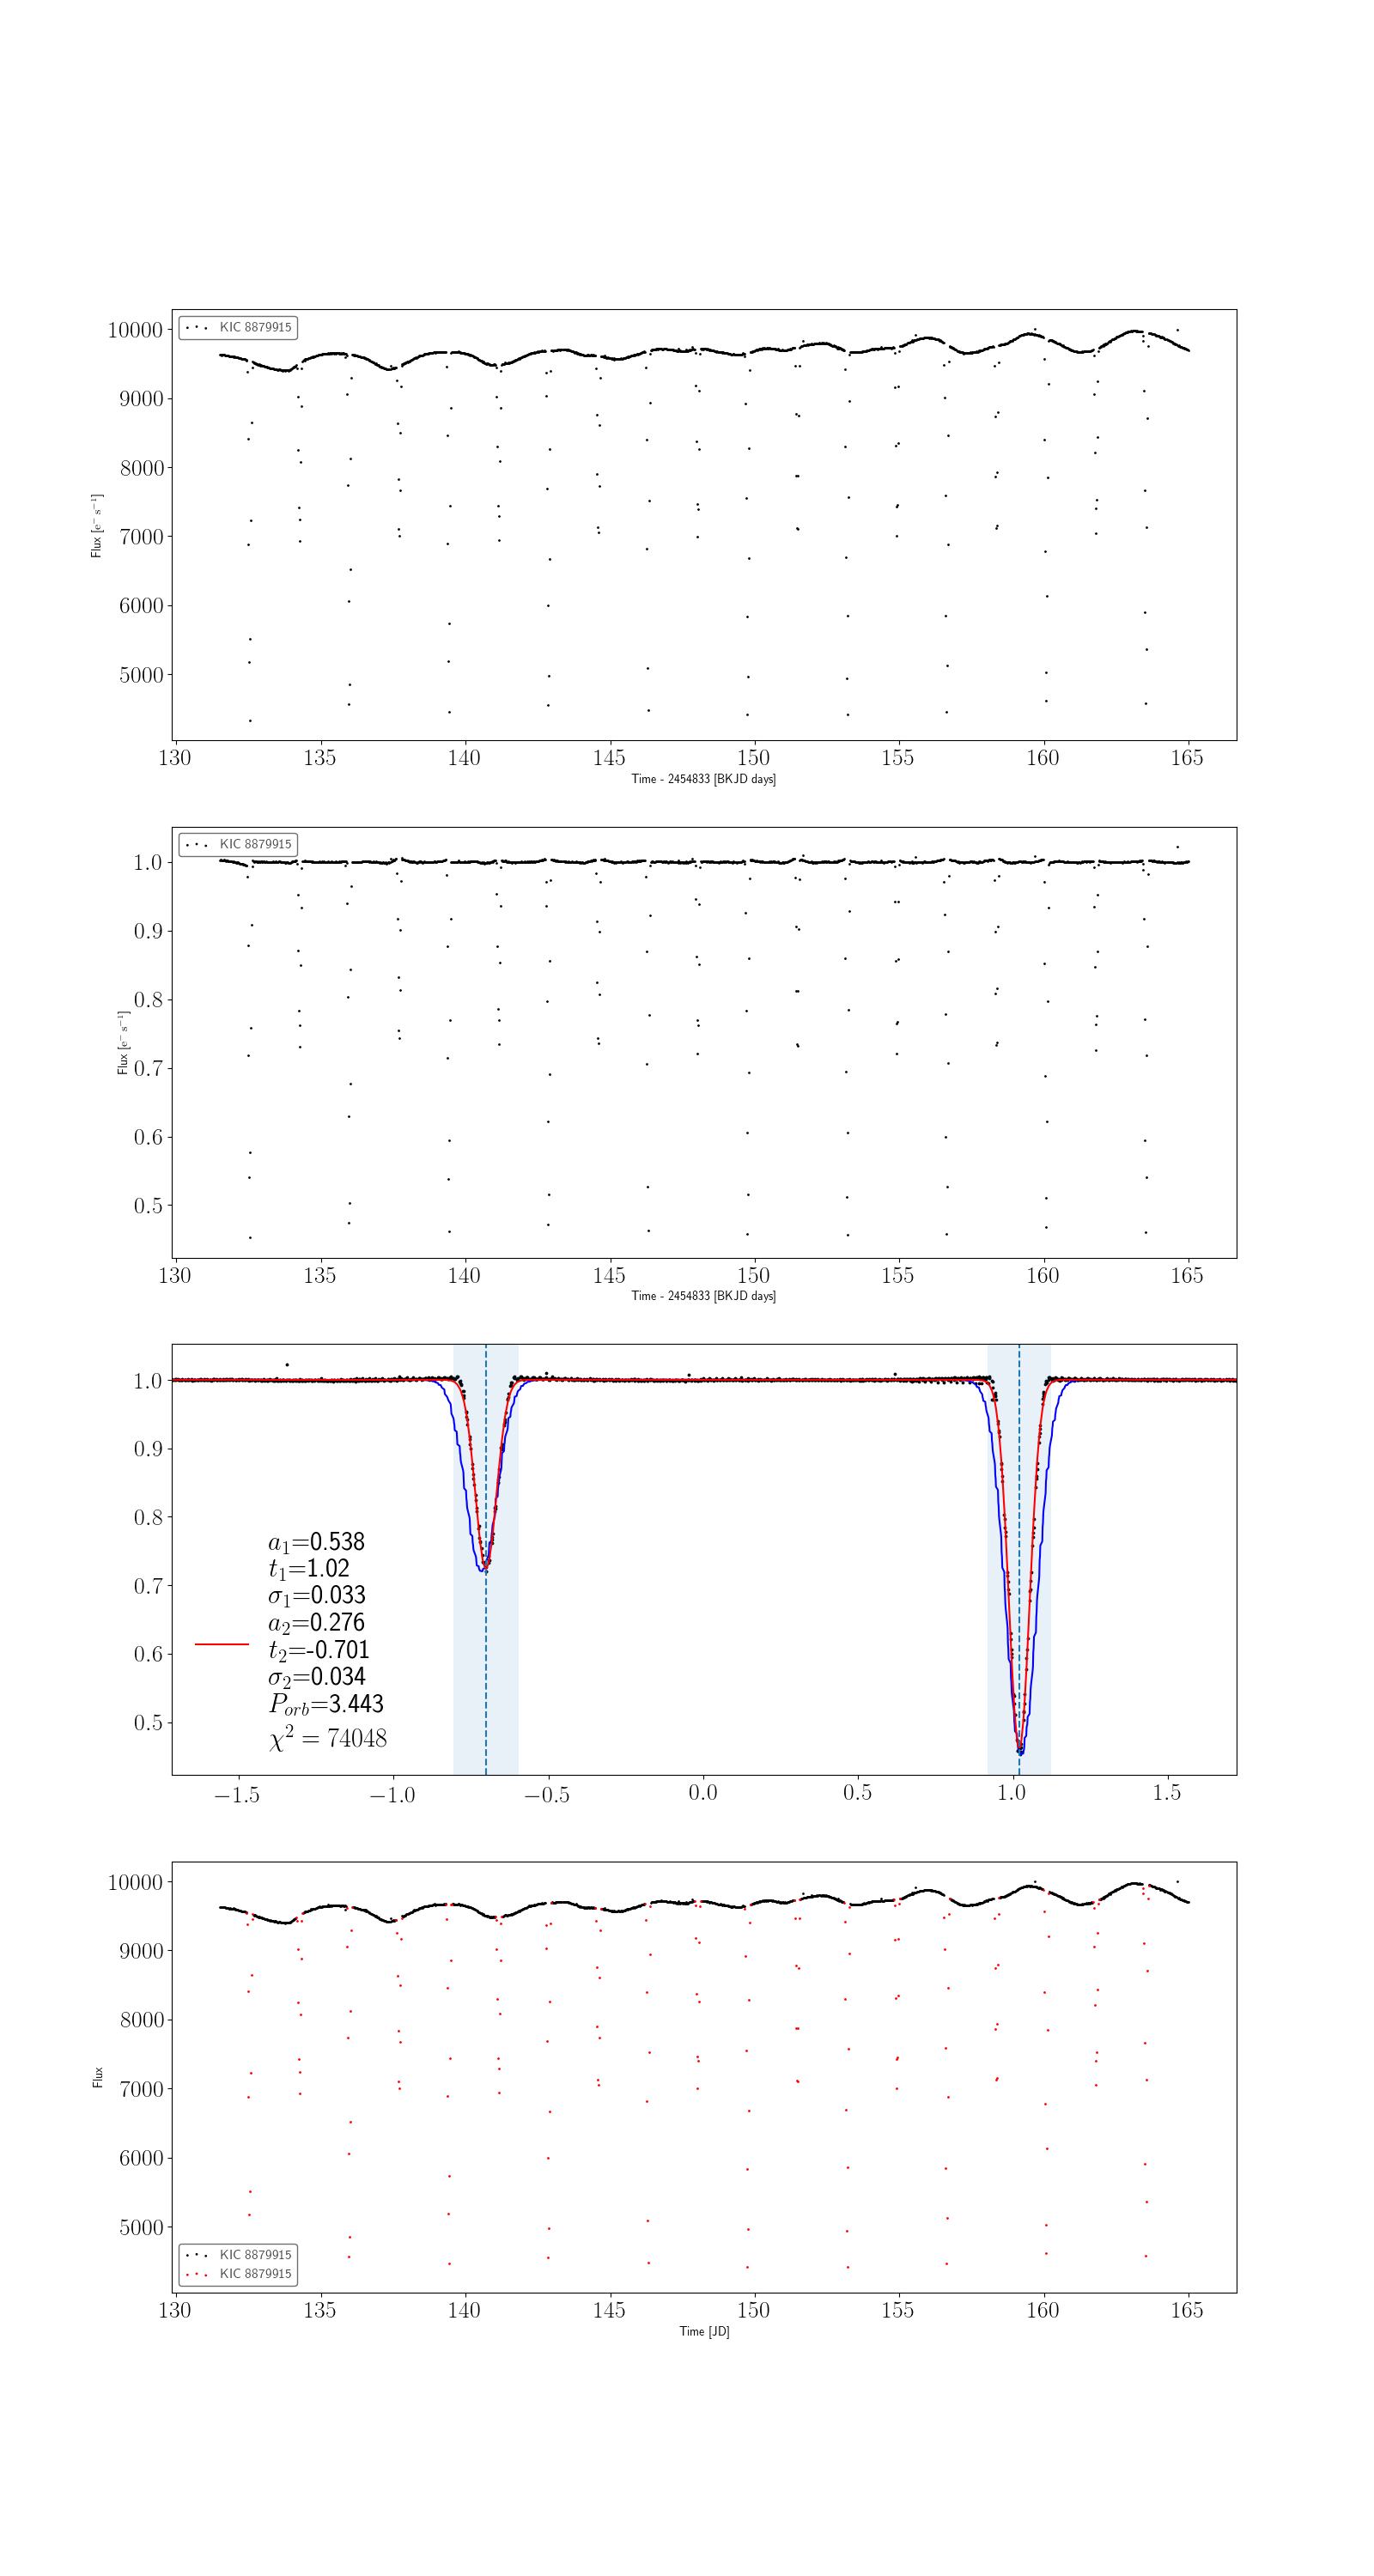 KIC 8879915
10000
9000
8000
7000
6000
5000
Flux [e⁻ s⁻¹]
130 135 140 145 150 155 160 165
Time - 2454833 [BKJD days]
KIC 8879915
1.0
0.9
0.8
0.7
0.6
0.5
Flux [e⁻ s⁻¹]
130 135 140 145 150 155 160 165
Time - 2454833 [BKJD days]
1.0
0.9
0.8
0.7
0.6
0.5
a₁=0.538
t₁=1.02
σ₁=0.033
a₂=0.276
t₂=-0.701
σ₂=0.034
P_orb=3.443
χ² = 74048
−1.5 −1.0 −0.5 0.0 0.5 1.0 1.5
10000
9000
8000
7000
6000
5000
Flux
KIC 8879915
KIC 8879915
130 135 140 145 150 155 160 165
Time [JD]